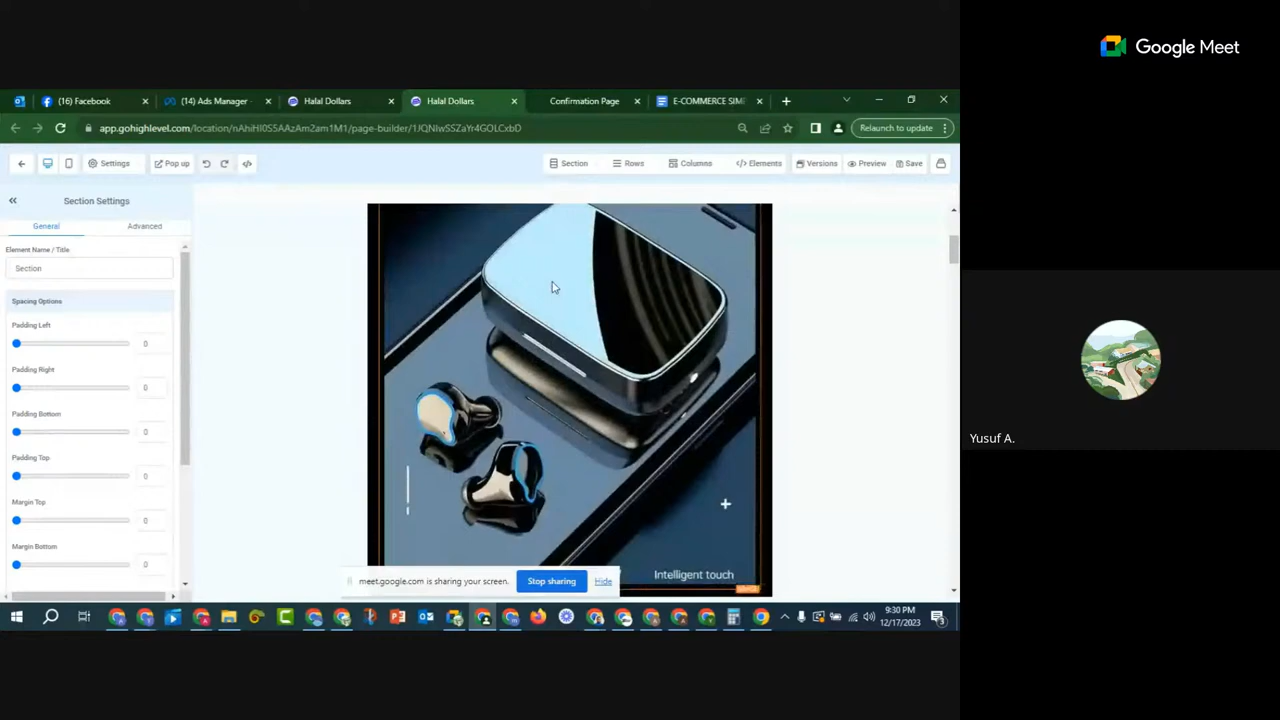 Google Meet
(16) Facebook
(14) Ads Manager
Halal Dollars
Halal Dollars
Confirmation Page
E-COMMERCE SIMP
app.gohighlevel.com/location/nAhiHI0S5AAzAm2am1M1/page-builder/1JQNlwSSZaYr4GOLCxbD
Relaunch to update
Settings
Pop up
Section
Rows
Columns
Elements
Versions
Preview
Save
Section Settings
General
Advanced
Element Name / Title
Section
Spacing Options
Padding Left
0
Padding Right
0
Padding Bottom
0
Padding Top
0
Margin Top
0
Margin Bottom
0
Intelligent touch
meet.google.com is sharing your screen.
Stop sharing
Hide
Yusuf A.
9:30 PM
12/17/2023
3